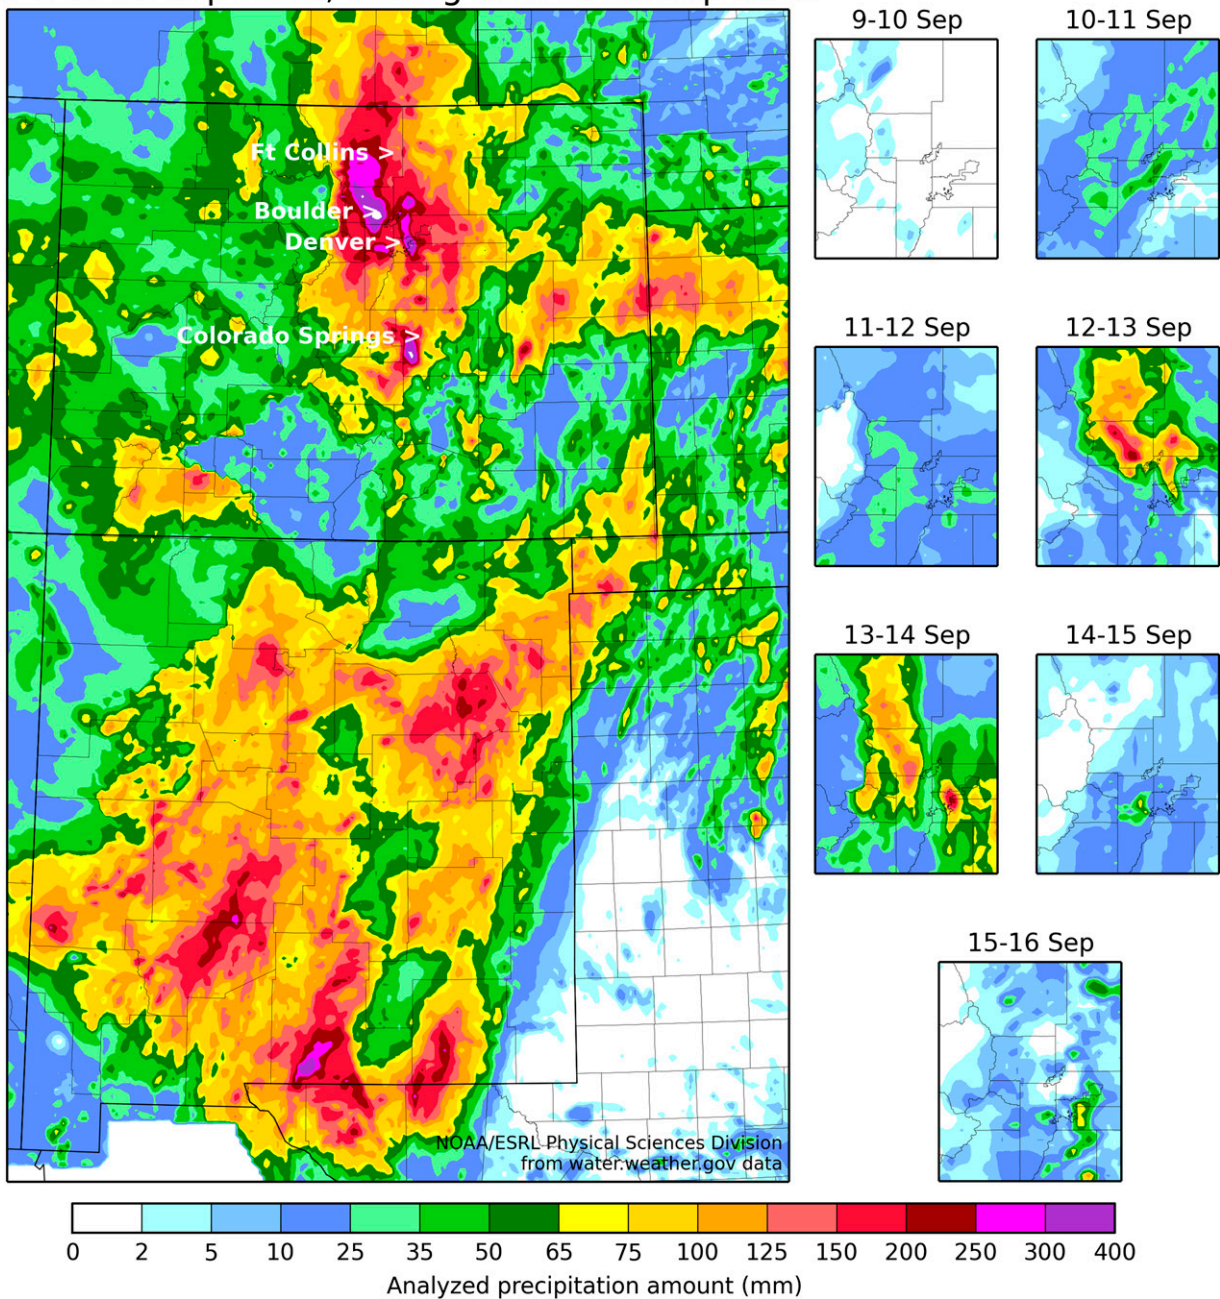 9-10 Sep
10-11 Sep
Ft Collins >
Boulder >
Denver >
Colorado Springs >
11-12 Sep
12-13 Sep
13-14 Sep
14-15 Sep
15-16 Sep
NOAA/ESRL Physical Sciences Division
from water.weather.gov data
0 2 5 10 25 35 50 65 75 100 125 150 200 250 300 400
Analyzed precipitation amount (mm)